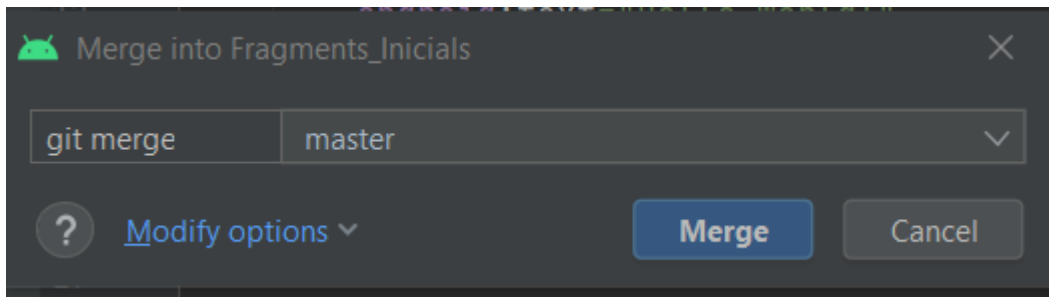 Merge into Fragments_Inicials
git merge master
? Modify options Merge Cancel